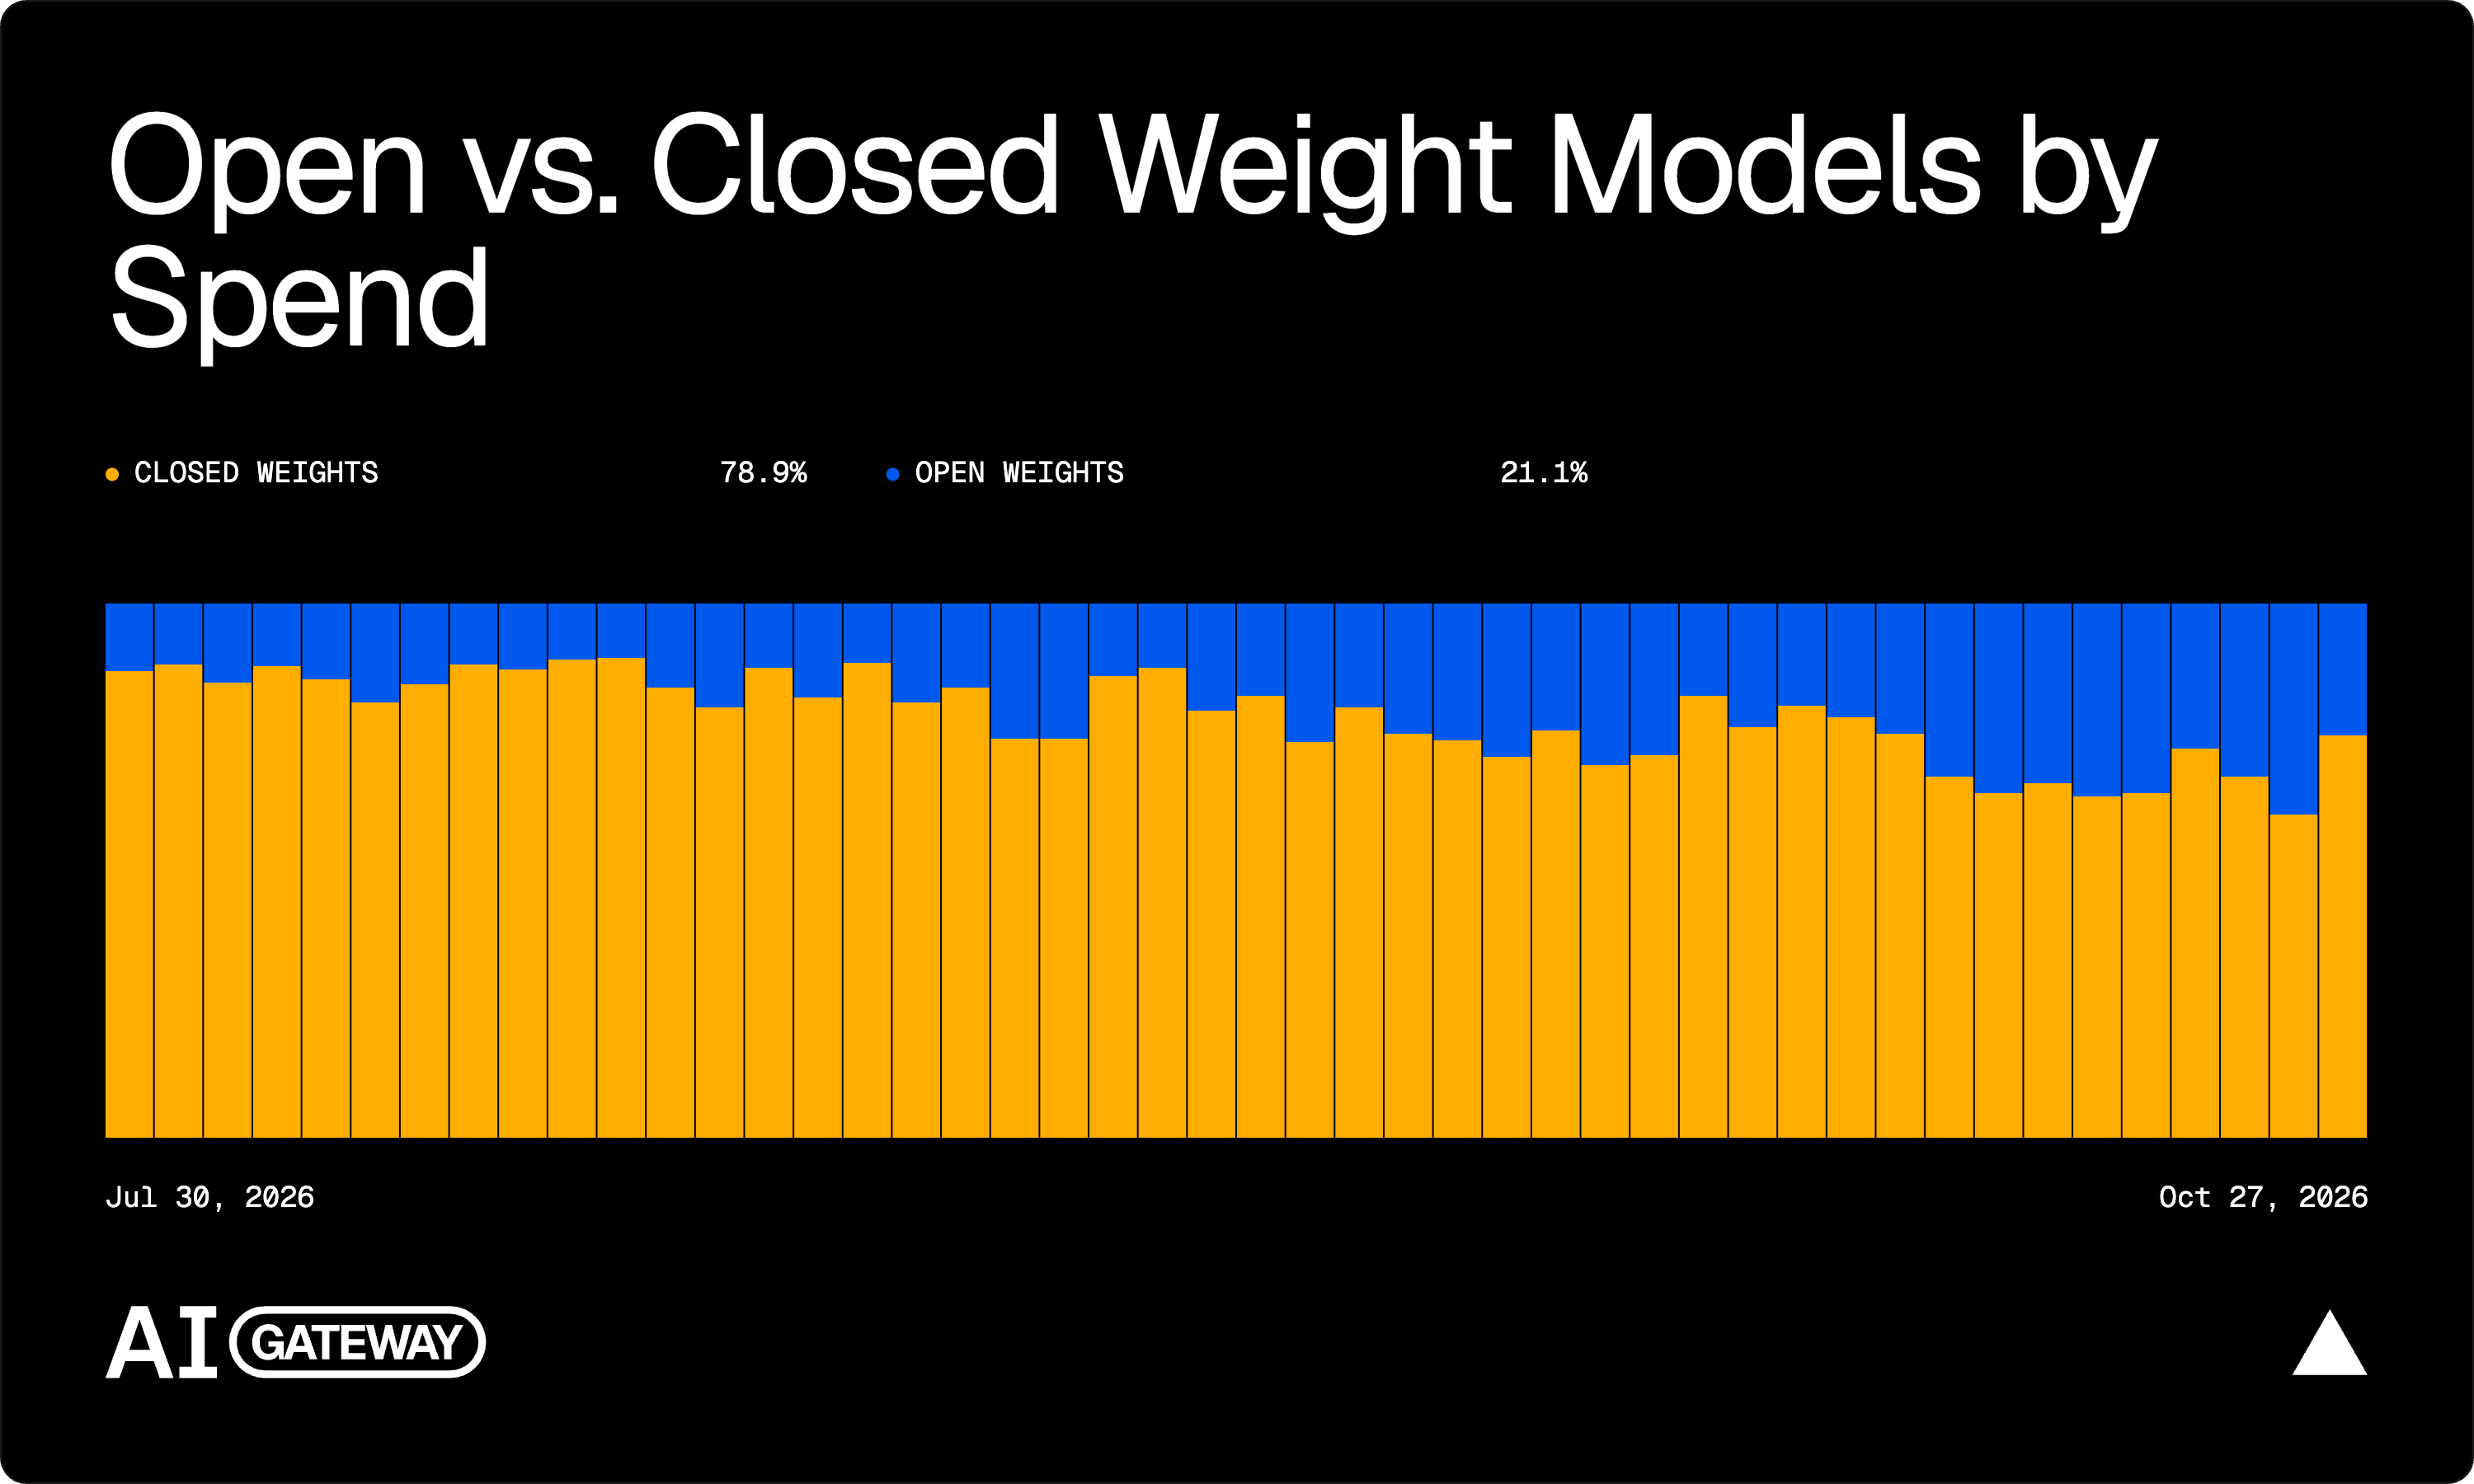 Open vs. Closed Weight Models by
Spend
CLOSED WEIGHTS 78.9% OPEN WEIGHTS 21.1%
Jul 30, 2026 Oct 27, 2026
AI GATEWAY